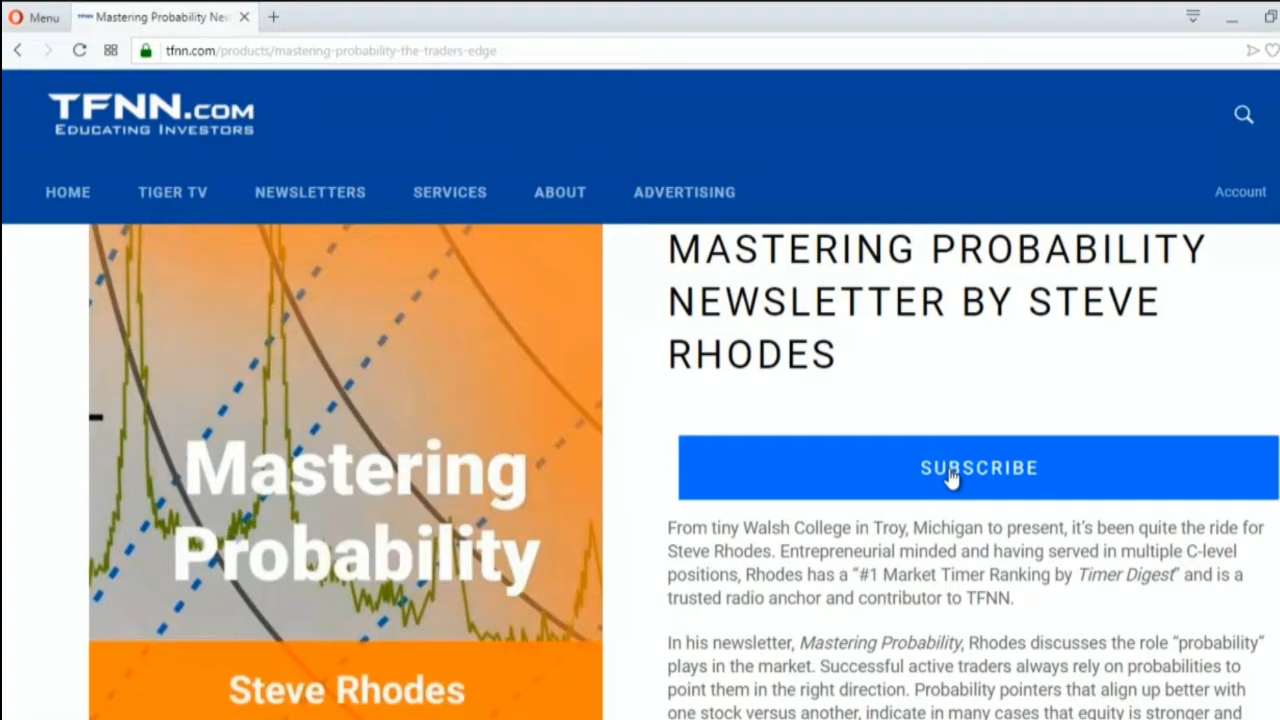 Menu
Mastering Probability New
tfnn.com/products/mastering-probability-the-traders-edge
TFNN.COM
EDUCATING INVESTORS
HOME TIGER TV NEWSLETTERS SERVICES ABOUT ADVERTISING Account
MASTERING PROBABILITY
NEWSLETTER BY STEVE
RHODES
SUBSCRIBE
Mastering
Probability
Steve Rhodes
From tiny Walsh College in Troy, Michigan to present, it's been quite the ride for
Steve Rhodes. Entrepreneurial minded and having served in multiple C-level
positions, Rhodes has a “#1 Market Timer Ranking by Timer Digest” and is a
trusted radio anchor and contributor to TFNN.
In his newsletter, Mastering Probability, Rhodes discusses the role “probability”
plays in the market. Successful active traders always rely on probabilities to
point them in the right direction. Probability pointers that align up better with
one stock versus another, indicate in many cases that equity is stronger and